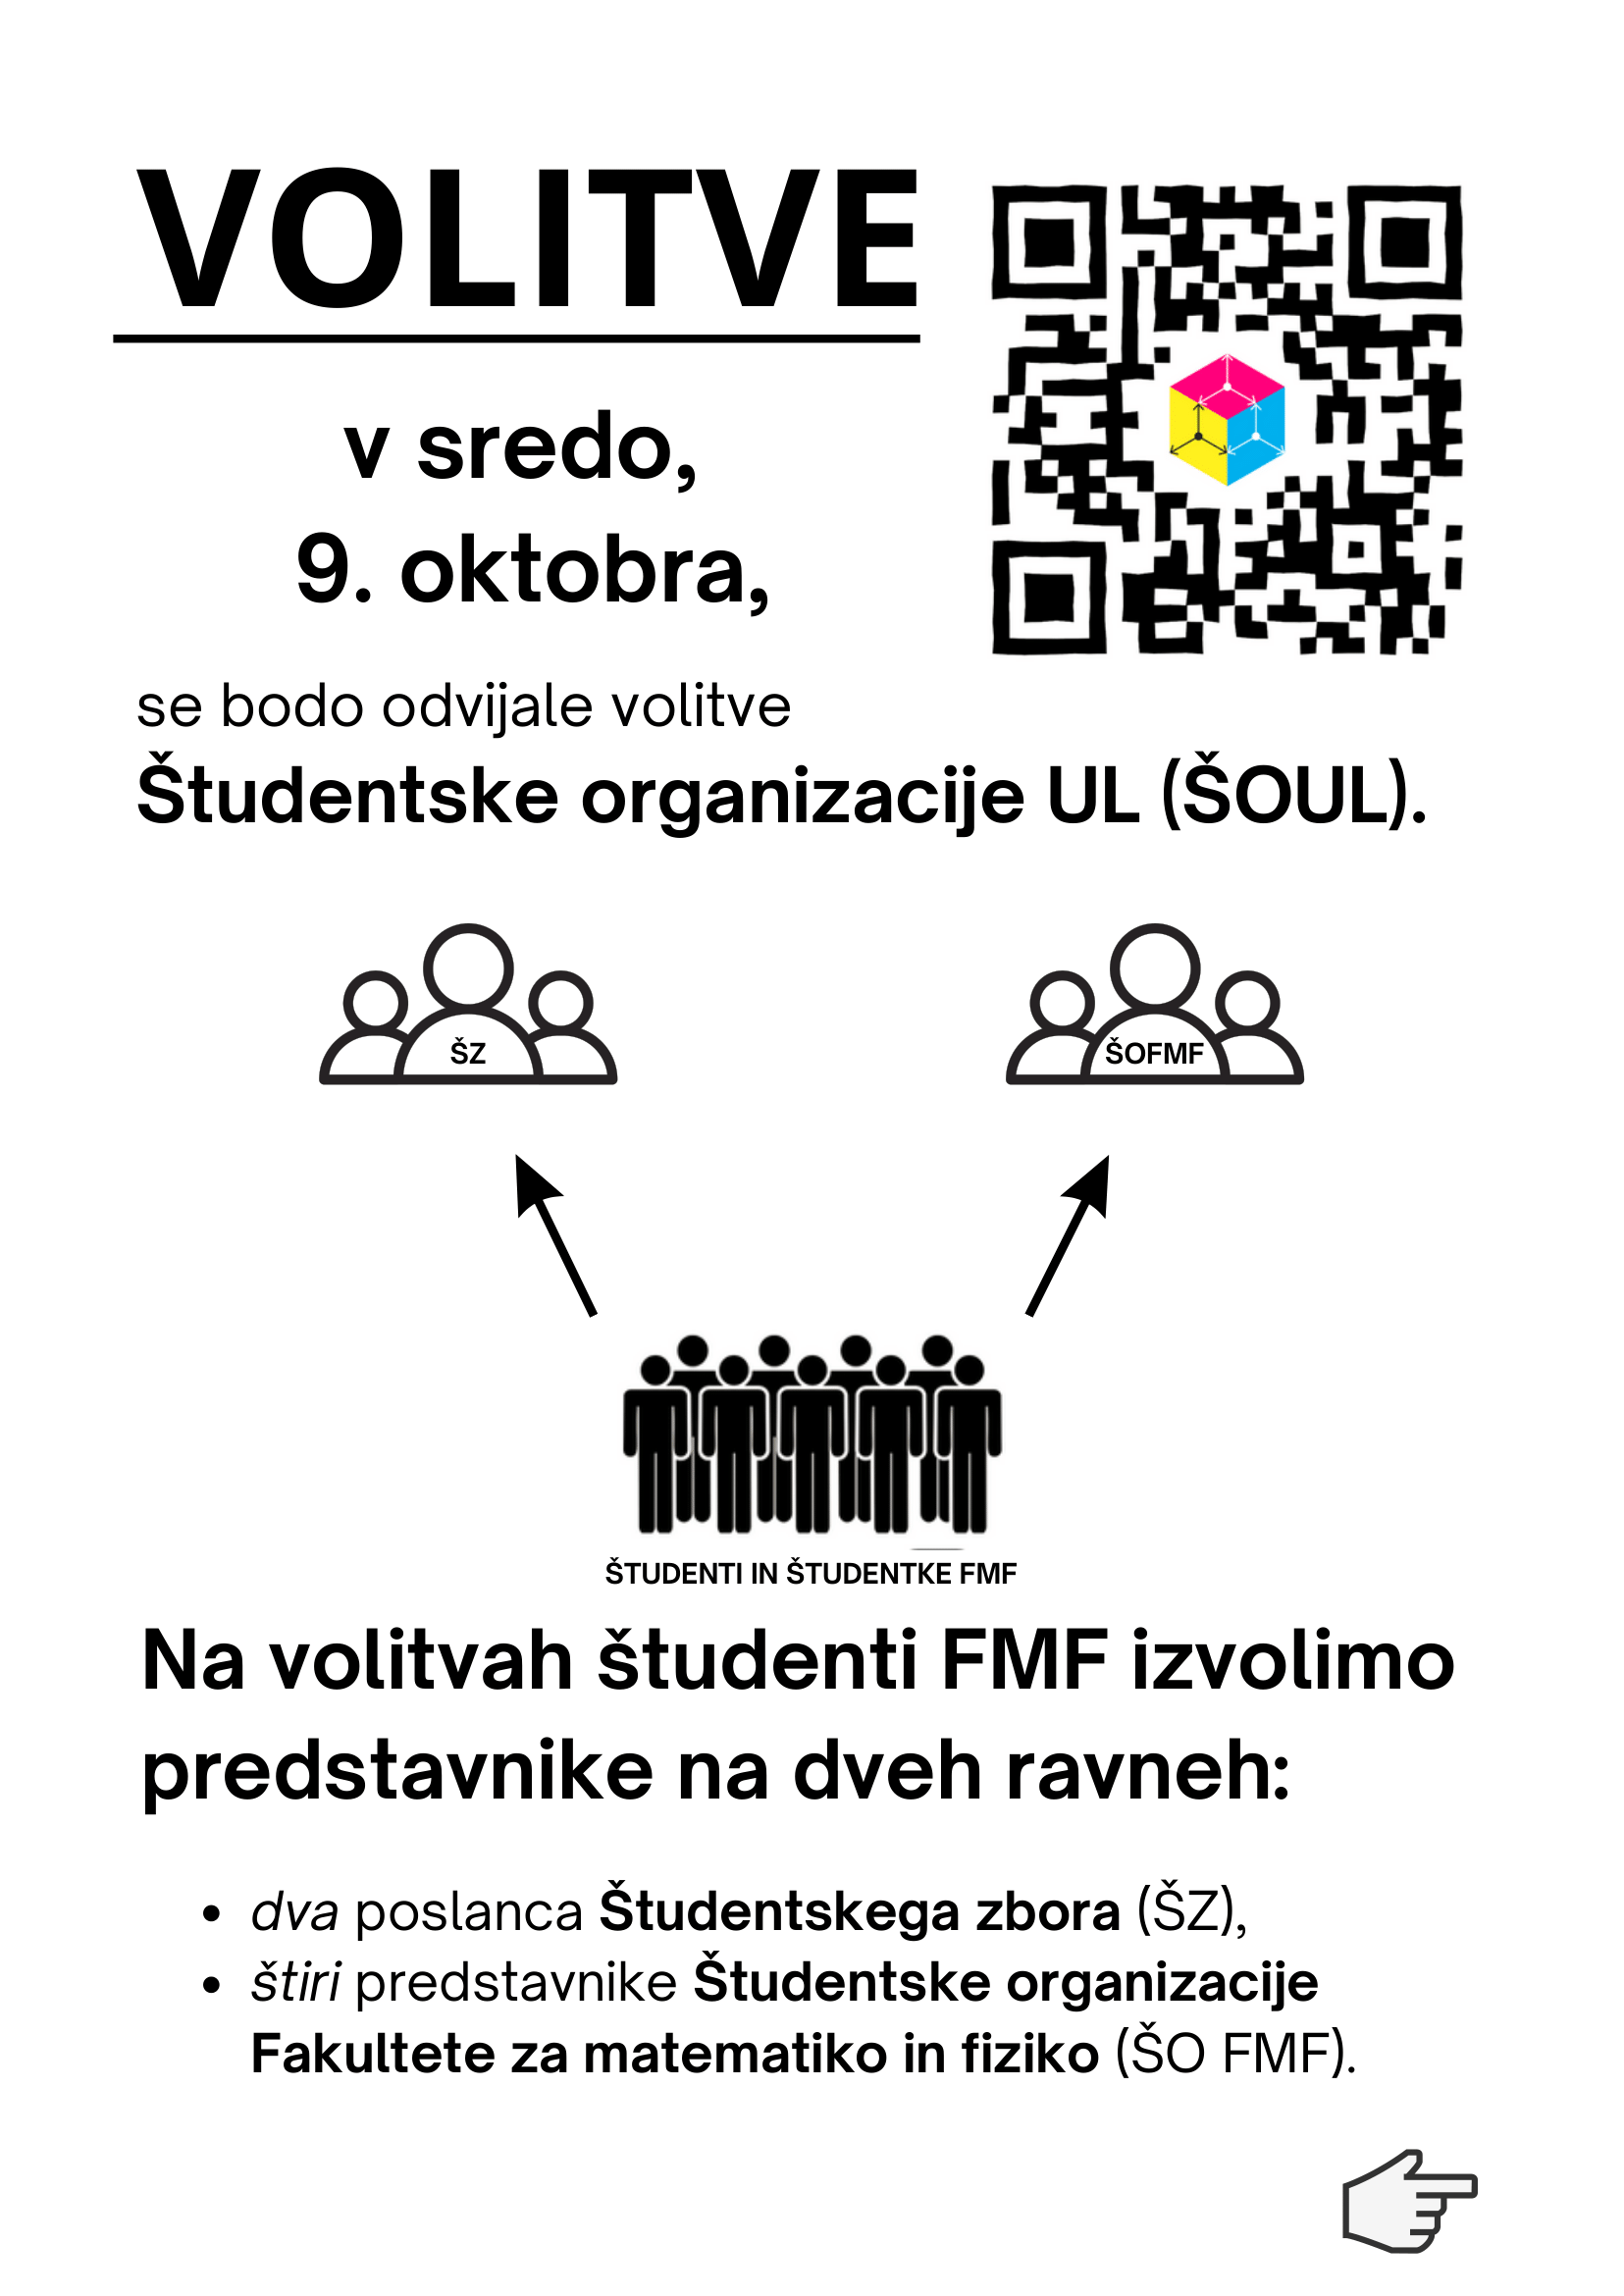 VOLITVE
v sredo,
9. oktobra,
se bodo odvijale volitve
Študentske organizacije UL (ŠOUL).
ŠZ
ŠOFMF
ŠTUDENTI IN ŠTUDENTKE FMF
Na volitvah študenti FMF izvolimo
predstavnike na dveh ravneh:
• dva poslanca Študentskega zbora (ŠZ),
• štiri predstavnike Študentske organizacije
Fakultete za matematiko in fiziko (ŠO FMF).